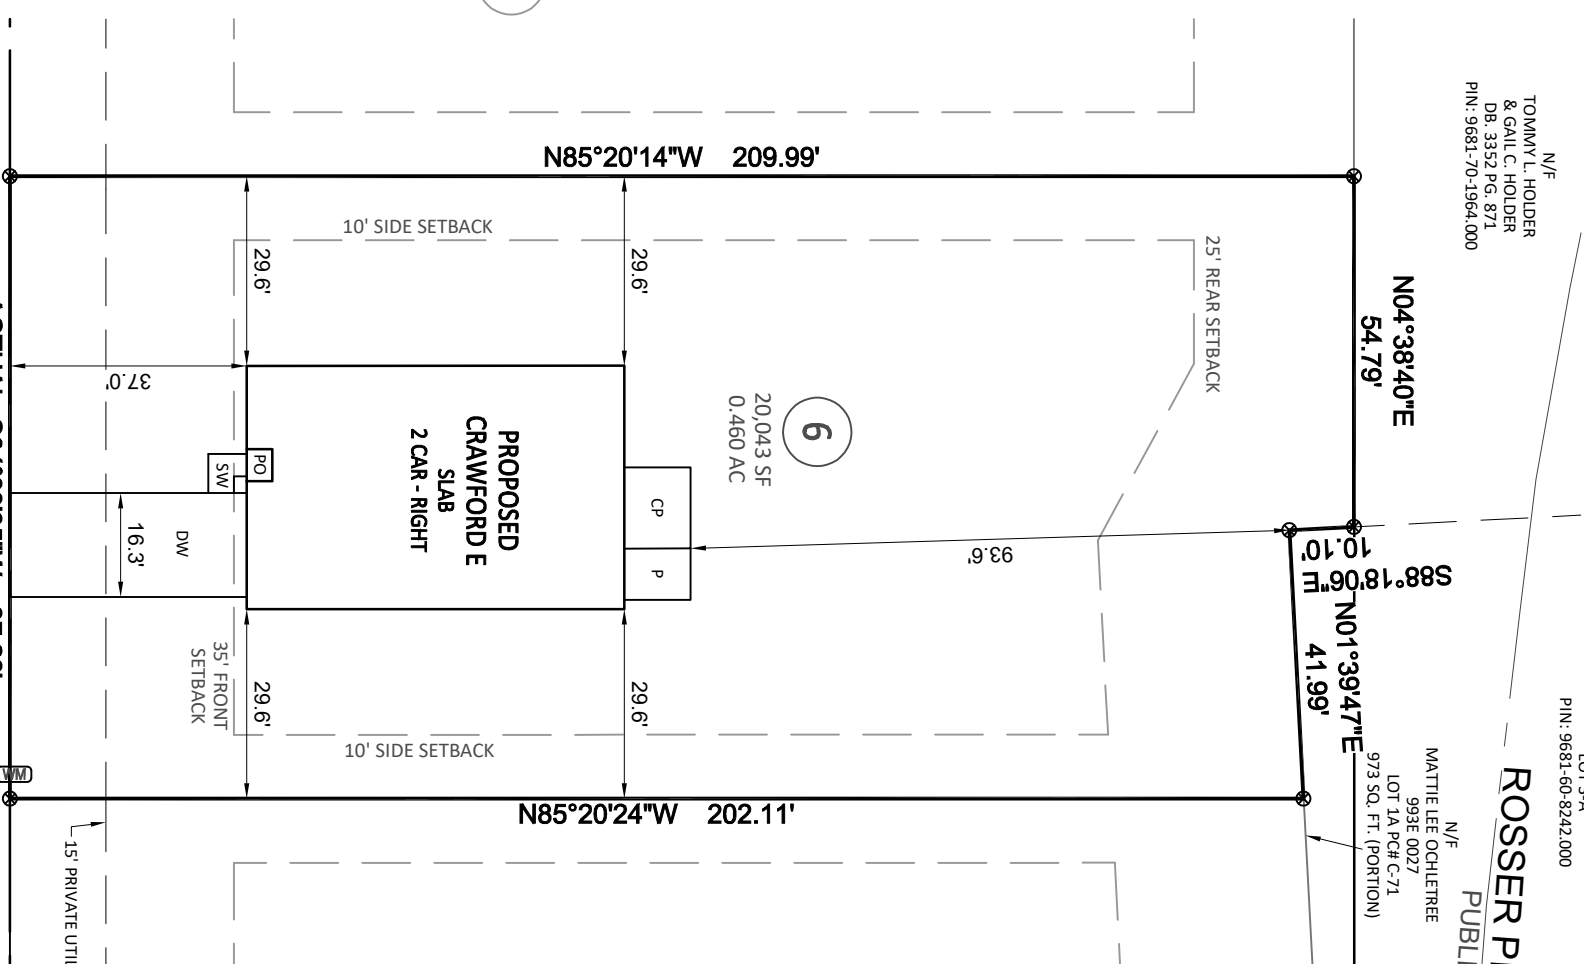 N/F
TOMMY L. HOLDER
& GAIL C. HOLDER
DB. 3352 PG. 871
PIN: 9681-70-1964.000
N85°20'14"W 209.99'
10' SIDE SETBACK
25' REAR SETBACK
N04°38'40"E
54.79'
29.6'
29.6'
37.0'
6
20,043 SF
0.460 AC
PROPOSED
CRAWFORD E
SLAB
2 CAR - RIGHT
PO
SW
CP
P
DW
16.3'
93.6'
S88°18'06"E
10.10'
N01°39'47"E
41.99'
35' FRONT
SETBACK
29.6'
29.6'
10' SIDE SETBACK
N85°20'24"W 202.11'
WM
15' PRIVATE
PIN: 9681-60-8242.000
ROSSER
N/F
MATTIE LEE OCHLETREE
993E 0027
LOT 1A PC# C-71
973 SQ. FT. (PORTION)